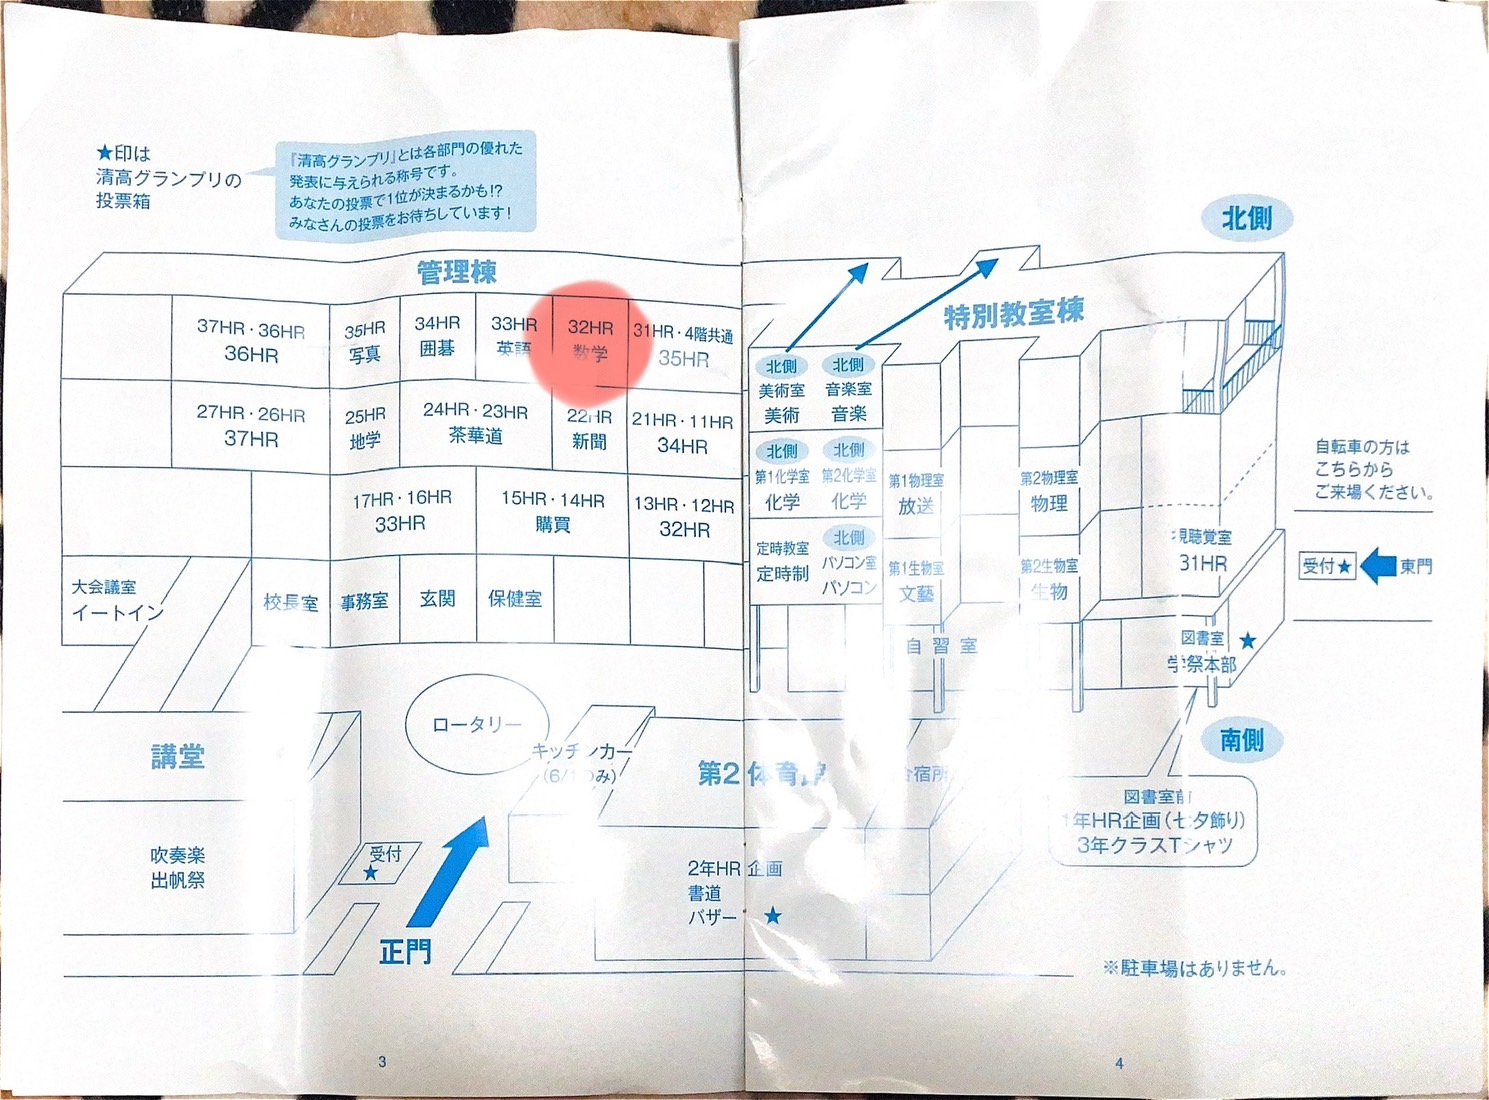 ★印は
清高グランプリの
投票箱
「清高グランプリ」とは各部門の優れた
発表に与えられる称号です。
あなたの投票で1位が決まるかも!?
みなさんの投票をお待ちしています!
管理棟
37HR・36HR
36HR
35HR
写真
34HR
囲碁
33HR
英語
32HR
数学
31HR・4階共通
35HR
27HR・26HR
37HR
25HR
地学
24HR・23HR
茶華道
22HR
新聞
21HR・11HR
34HR
17HR・16HR
33HR
15HR・14HR
購買
13HR・12HR
32HR
大会議室
イートイン
校長室
事務室
玄関
保健室
ロータリー
キッチンカー
講堂
吹奏楽
出帆祭
受付
★
正門
第2体育館
2年HR企画
書道
バザー ★
3
北側
特別教室棟
北側
美術室
美術
北側
音楽室
音楽
北側
第1化学室
化学
北側
第2化学室
化学
定時教室
定時制
北側
パソコン室
パソコン
第1物理室
放送
第2物理室
物理
第1生物室
文藝
第2生物室
生物
視聴覚室
31HR
自習室
図書室 ★
学祭本部
自転車の方は
こちらから
ご来場ください。
受付★
東門
南側
合宿所
図書室前
1年HR企画(七夕飾り)
3年クラスTシャツ
※駐車場はありません。
4